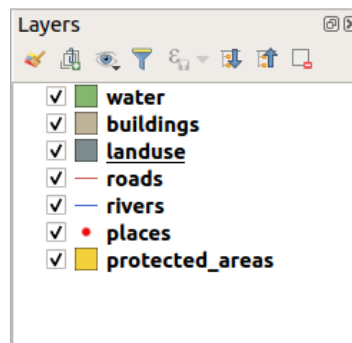 Layers
water
buildings
landuse
roads
rivers
places
protected_areas